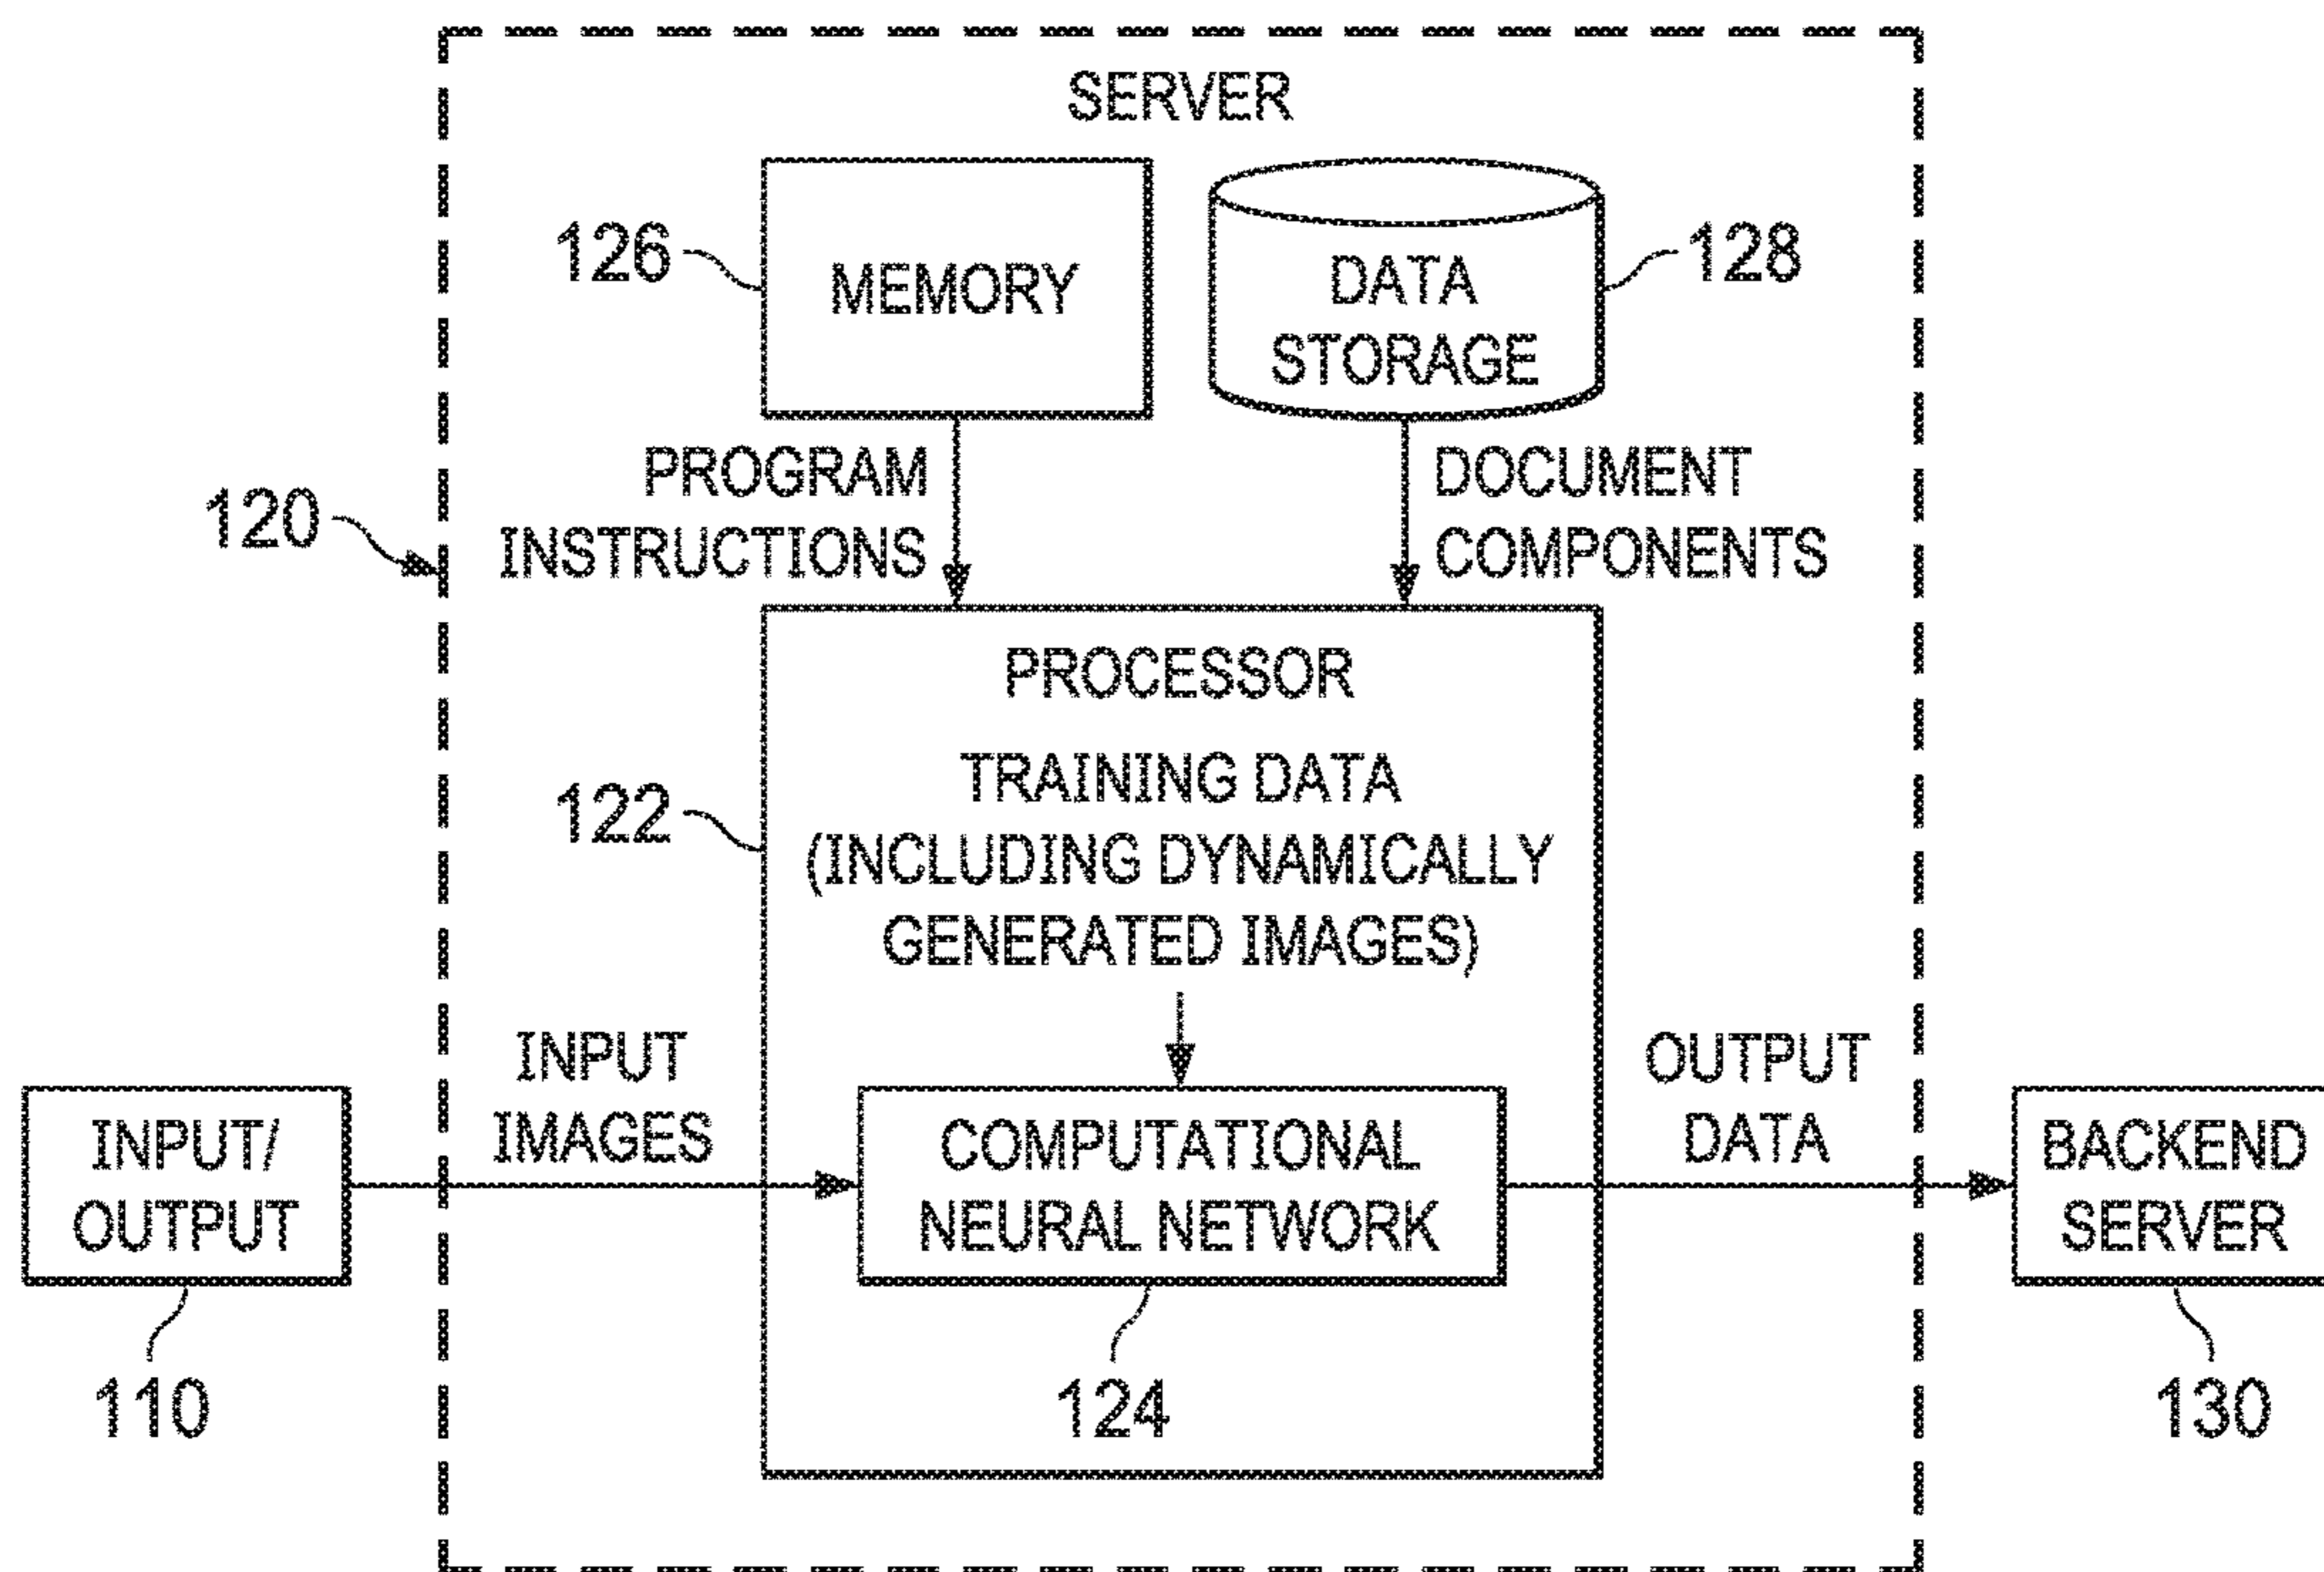 SERVER
126
MEMORY
DATA
STORAGE
128
PROGRAM
INSTRUCTIONS
DOCUMENT
COMPONENTS
120
PROCESSOR
TRAINING DATA
(INCLUDING DYNAMICALLY
GENERATED IMAGES)
122
INPUT
IMAGES
OUTPUT
DATA
INPUT/
OUTPUT
COMPUTATIONAL
NEURAL NETWORK
BACKEND
SERVER
110
124
130